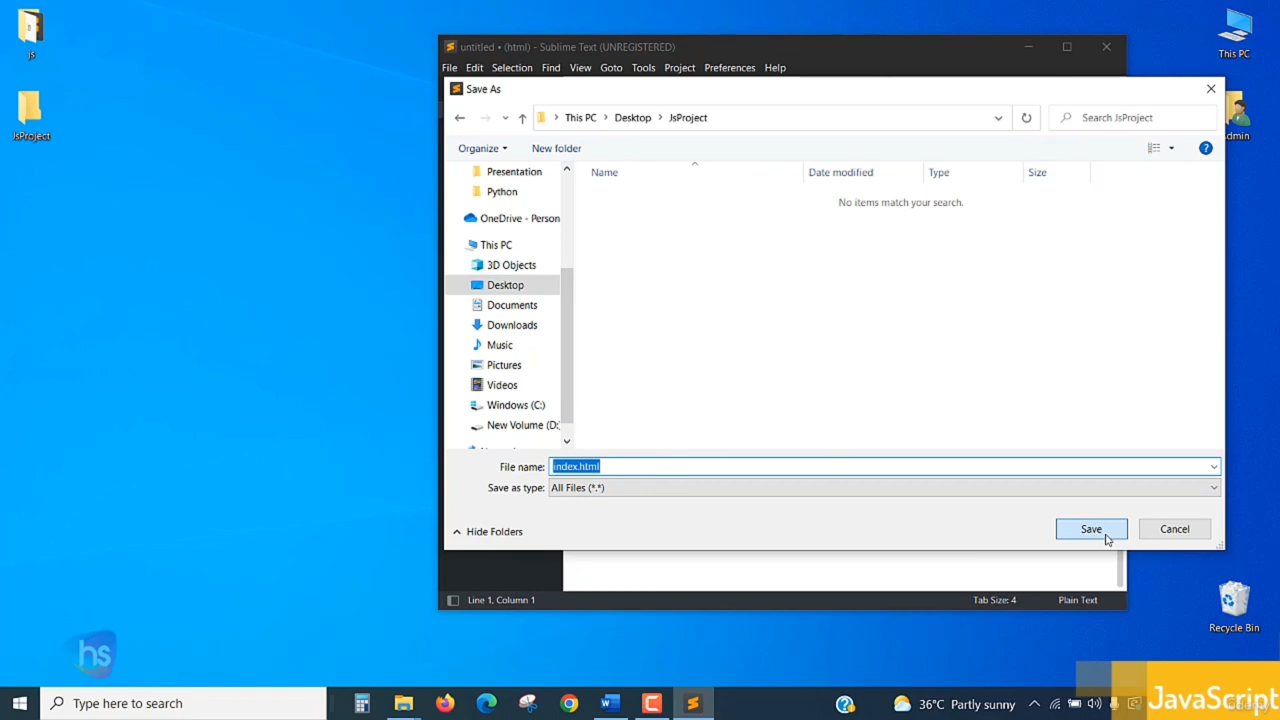 js
JsProject
This PC
Admin
Recycle Bin
untitled • (html) - Sublime Text (UNREGISTERED)
File Edit Selection Find View Goto Tools Project Preferences Help
Save As
This PC > Desktop > JsProject
Search JsProject
Organize New folder
Name Date modified Type Size
No items match your search.
Presentation
Python
OneDrive - Person
This PC
3D Objects
Desktop
Documents
Downloads
Music
Pictures
Videos
Windows (C:)
New Volume (D:
File name: index.html
Save as type: All Files (*.*)
Hide Folders
Save Cancel
Line 1, Column 1 Tab Size: 4 Plain Text
hs
Type here to search
36°C Partly sunny
JavaScript